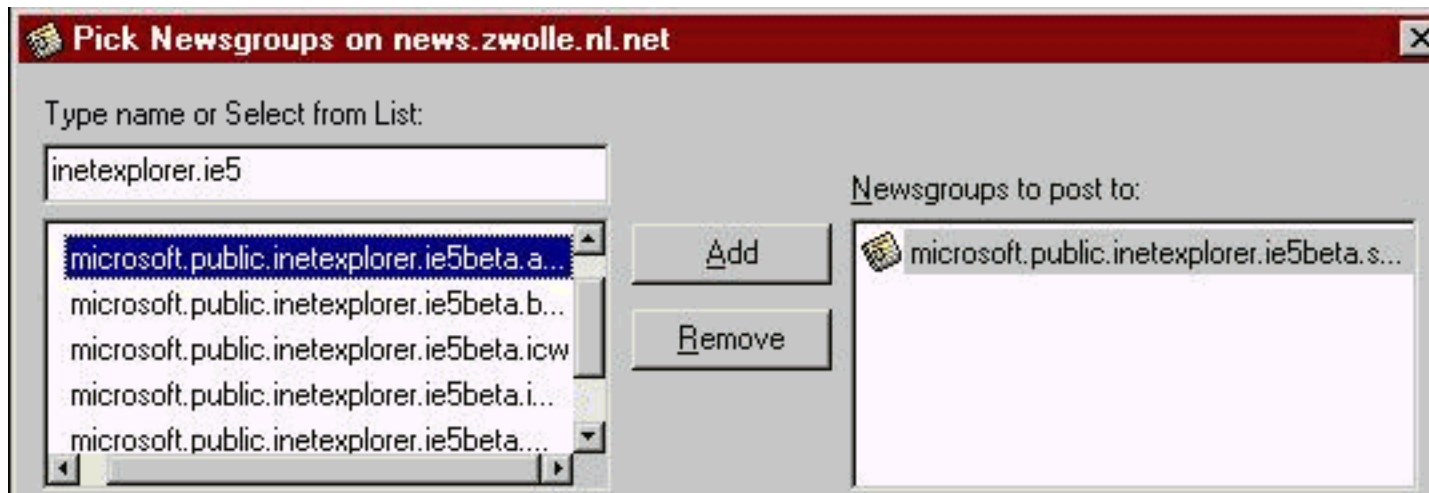 Pick Newsgroups on news.zwolle.nl.net
Type name or Select from List:
inetexplorer.ie5
microsoft.public.inetexplorer.ie5beta.a...
microsoft.public.inetexplorer.ie5beta.b...
microsoft.public.inetexplorer.ie5beta.icw
microsoft.public.inetexplorer.ie5beta.i...
microsoft.public.inetexplorer.ie5beta....
Add
Remove
Newsgroups to post to:
microsoft.public.inetexplorer.ie5beta.s...